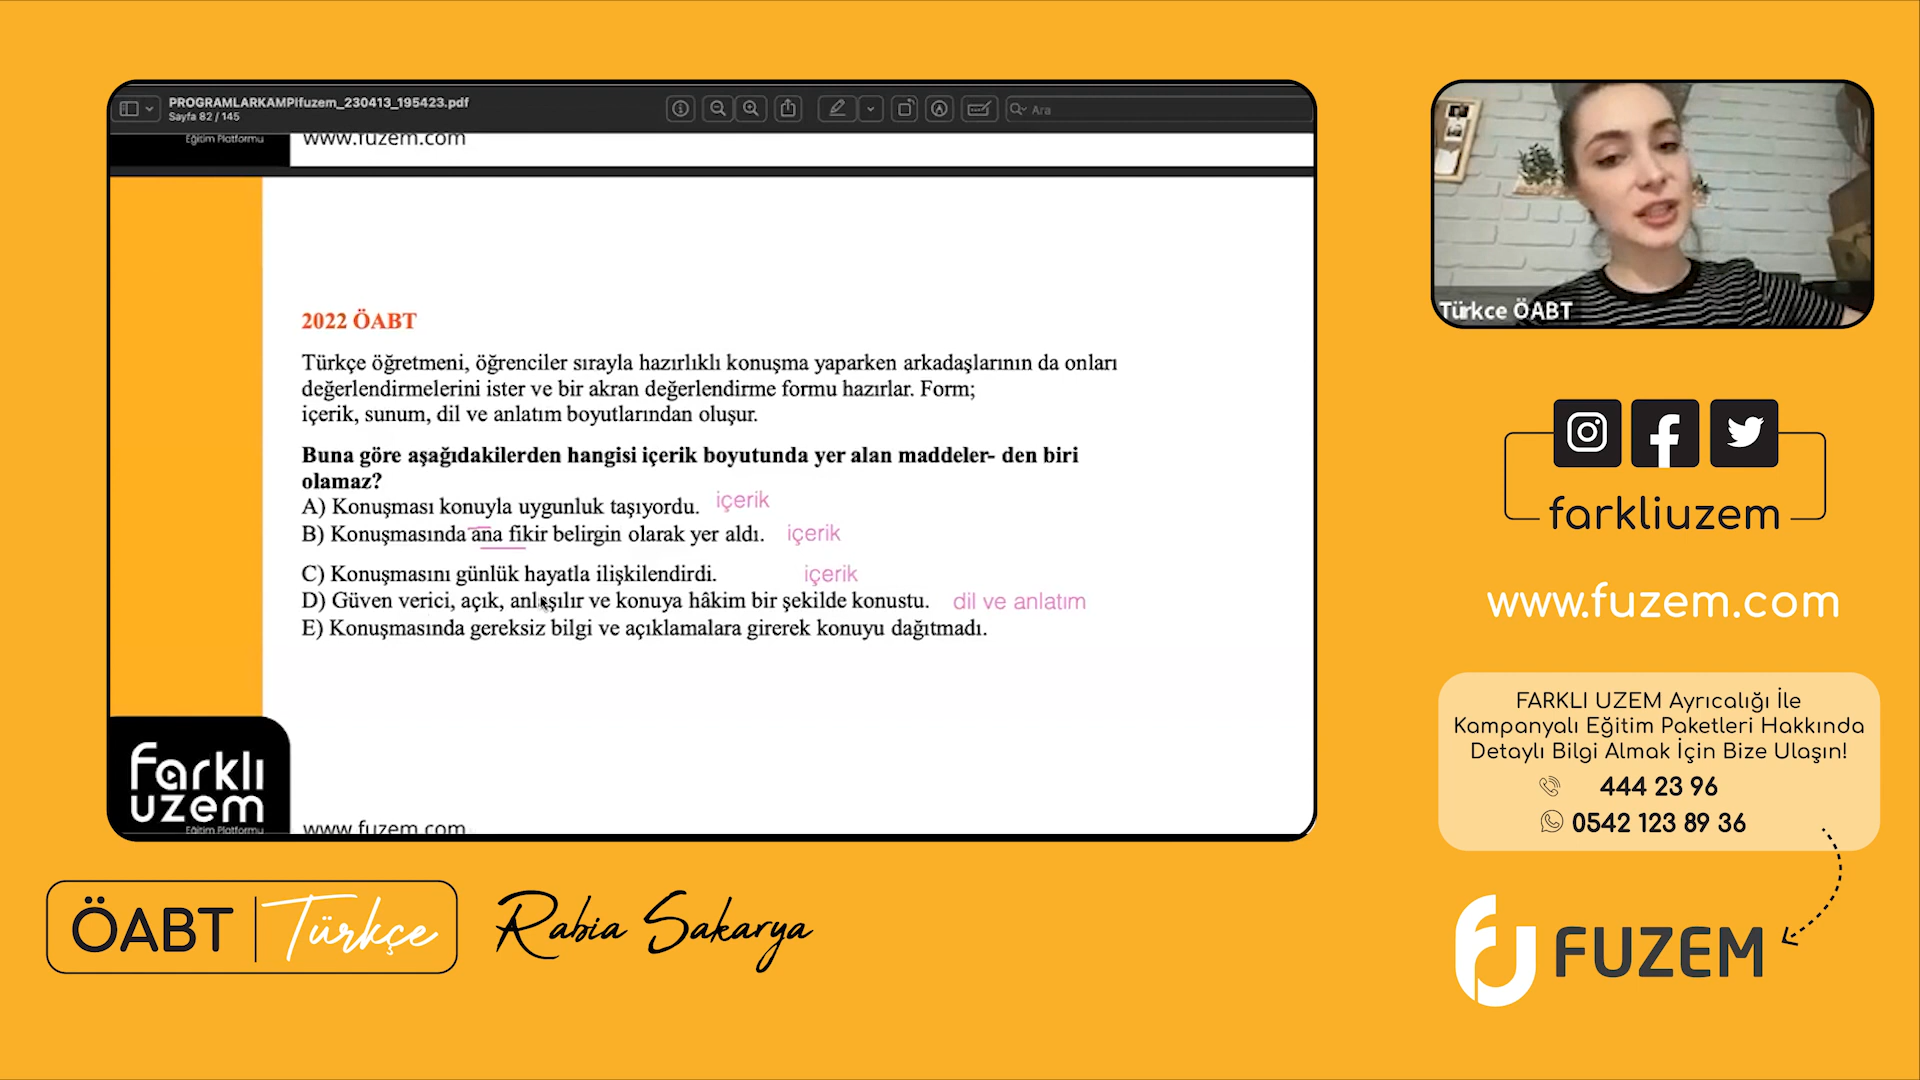 PROGRAMLARKAMPIfuzem_230413_195423.pdf
Sayfa 82 / 145
Ara
Eğitim Platformu
www.fuzem.com
2022 ÖABT
Türkçe öğretmeni, öğrenciler sırayla hazırlıklı konuşma yaparken arkadaşlarının da onları
değerlendirmelerini ister ve bir akran değerlendirme formu hazırlar. Form;
içerik, sunum, dil ve anlatım boyutlarından oluşur.
Buna göre aşağıdakilerden hangisi içerik boyutunda yer alan maddeler- den biri
olamaz?
A) Konuşması konuyla uygunluk taşıyordu. içerik
B) Konuşmasında ana fikir belirgin olarak yer aldı. içerik
C) Konuşmasını günlük hayatla ilişkilendirdi. içerik
D) Güven verici, açık, anlaşılır ve konuya hâkim bir şekilde konustu. dil ve anlatım
E) Konuşmasında gereksiz bilgi ve açıklamalara girerek konuyu dağıtmadı.
farklı
uzem
Eğitim Platformu
www.fuzem.com
Türkce ÖABT
farkliuzem
www.fuzem.com
FARKLI UZEM Ayrıcalığı İle
Kampanyalı Eğitim Paketleri Hakkında
Detaylı Bilgi Almak İçin Bize Ulaşın!
444 23 96
0542 123 89 36
FUZEM
ÖABT Türkçe
Rabia Sakarya